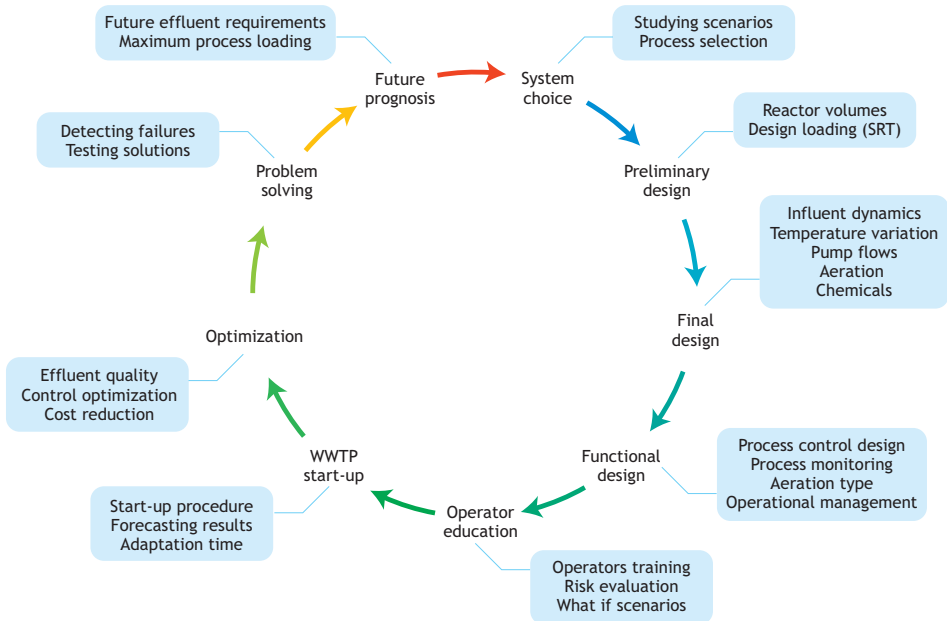 Future effluent requirements
Maximum process loading
Future
prognosis
Studying scenarios
Process selection
System
choice
Reactor volumes
Design loading (SRT)
Preliminary
design
Influent dynamics
Temperature variation
Pump flows
Aeration
Chemicals
Final
design
Process control design
Process monitoring
Aeration type
Operational management
Functional
design
Operators training
Risk evaluation
What if scenarios
Operator
education
Start-up procedure
Forecasting results
Adaptation time
WWTP
start-up
Effluent quality
Control optimization
Cost reduction
Optimization
Detecting failures
Testing solutions
Problem
solving